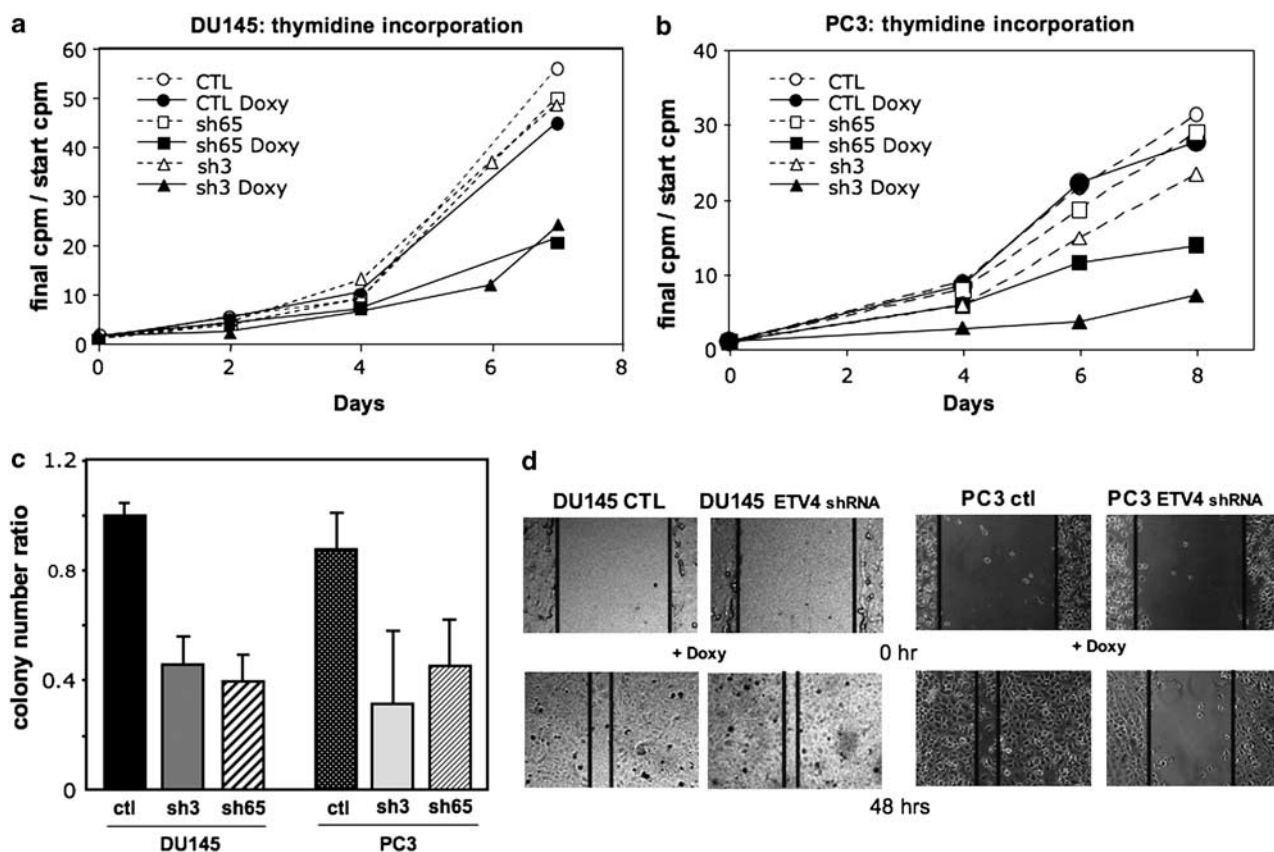 a
DU145: thymidine incorporation
60
50
40
30
20
10
0
final cpm / start cpm
CTL
CTL Doxy
sh65
sh65 Doxy
sh3
sh3 Doxy
0 2 4 6 8
Days
b
PC3: thymidine incorporation
40
30
20
10
0
final cpm / start cpm
CTL
CTL Doxy
sh65
sh65 Doxy
sh3
sh3 Doxy
0 2 4 6 8
Days
c
1.2
0.8
0.4
0
colony number ratio
ctl sh3 sh65 ctl sh3 sh65
DU145 PC3
d
DU145 CTL DU145 ETV4 shRNA PC3 ctl PC3 ETV4 shRNA
+ Doxy 0 hr + Doxy
48 hrs